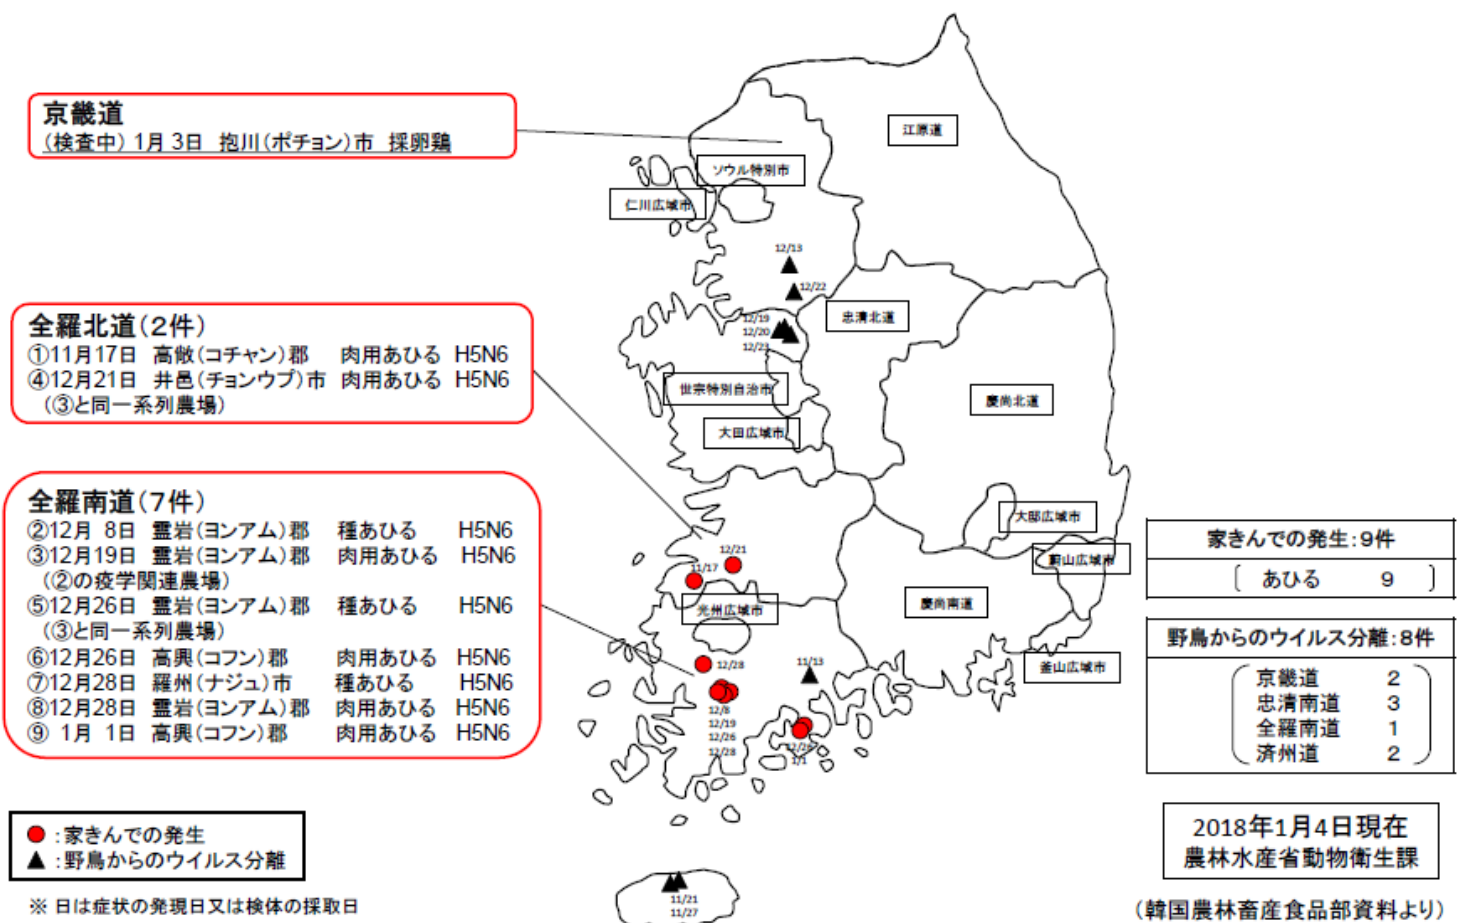 京畿道
(検査中) 1月 3日 抱川(ポチョン)市 採卵鶏
全羅北道(2件)
①11月17日 高敞(コチャン)郡 肉用あひる H5N6
④12月21日 井邑(チョンウプ)市 肉用あひる H5N6
(③と同一系列農場)
全羅南道(7件)
②12月 8日 霊岩(ヨンアム)郡 種あひる H5N6
③12月19日 霊岩(ヨンアム)郡 肉用あひる H5N6
(②の疫学関連農場)
⑤12月26日 霊岩(ヨンアム)郡 種あひる H5N6
(③と同一系列農場)
⑥12月26日 高興(コフン)郡 肉用あひる H5N6
⑦12月28日 羅州(ナジュ)市 種あひる H5N6
⑧12月28日 霊岩(ヨンアム)郡 肉用あひる H5N6
⑨ 1月 1日 高興(コフン)郡 肉用あひる H5N6
●:家きんでの発生
▲:野鳥からのウイルス分離
※ 日は症状の発現日又は検体の採取日
江原道
ソウル特別市
仁川広域市
12/13
12/22
忠清北道
12/19
12/20
12/23
世宗特別自治市
慶尚北道
大田広域市
大邱広域市
蔚山広域市
12/21
11/17
光州広域市
慶尚南道
釜山広域市
12/28
11/13
12/8
12/19
12/26
12/28
12/26
1/1
11/21
11/27
家きんでの発生:9件
あひる 9
野鳥からのウイルス分離:8件
京畿道 2
忠清南道 3
全羅南道 1
済州道 2
2018年1月4日現在
農林水産省動物衛生課
(韓国農林畜産食品部資料より)